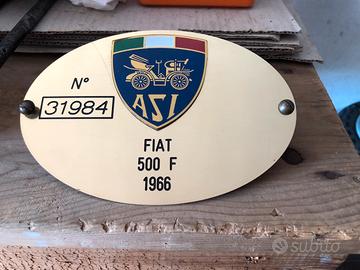 ASI
N°
31984
FIAT
500 F
1966
subito